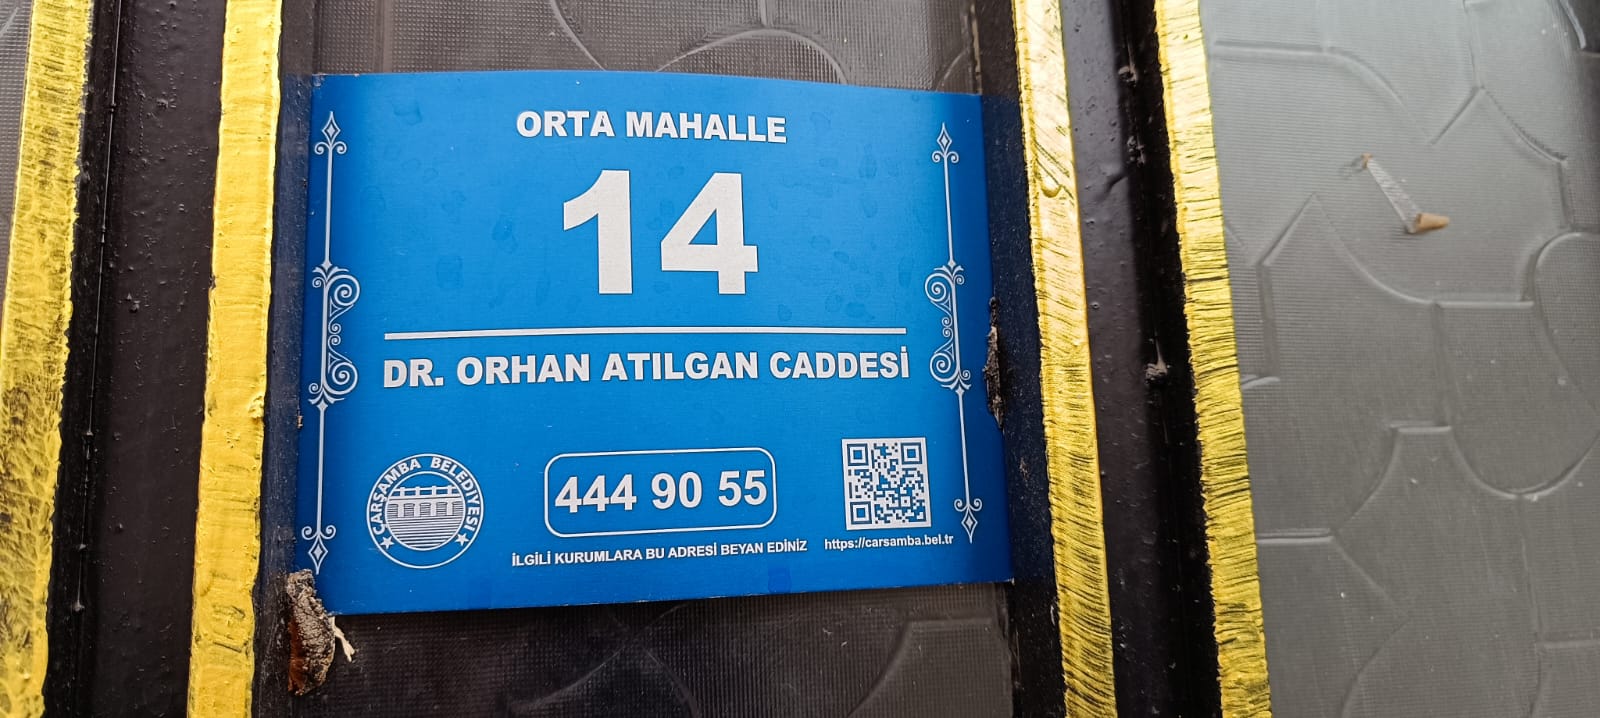 ORTA MAHALLE
14
DR. ORHAN ATILGAN CADDESİ
ÇARŞAMBA BELEDİYESİ
444 90 55
İLGİLİ KURUMLARA BU ADRESİ BEYAN EDİNİZ
https://carsamba.bel.tr